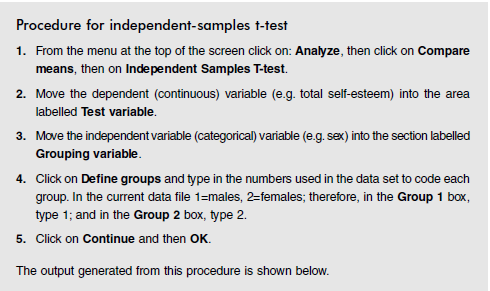 Procedure for independent-samples t-test
1. From the menu at the top of the screen click on: Analyze, then click on Compare
means, then on Independent Samples T-test.
2. Move the dependent (continuous) variable (e.g. total self-esteem) into the area
labelled Test variable.
3. Move the independent variable (categorical) variable (e.g. sex) into the section labelled
Grouping variable.
4. Click on Define groups and type in the numbers used in the data set to code each
group. In the current data file 1=males, 2=females; therefore, in the Group 1 box,
type 1; and in the Group 2 box, type 2.
5. Click on Continue and then OK.
The output generated from this procedure is shown below.